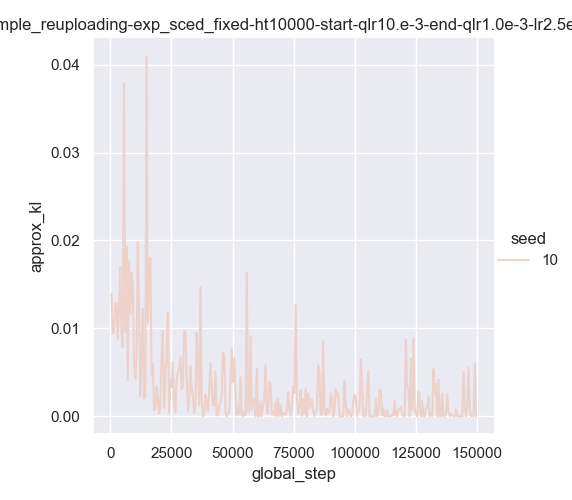 mple_reuploading-exp_sced_fixed-ht10000-start-qlr10.e-3-end-qlr1.0e-3-lr2.5e
0.04
0.03
0.02
0.01
0.00
approx_kl
0 25000 50000 75000 100000 125000 150000
global_step
seed
10